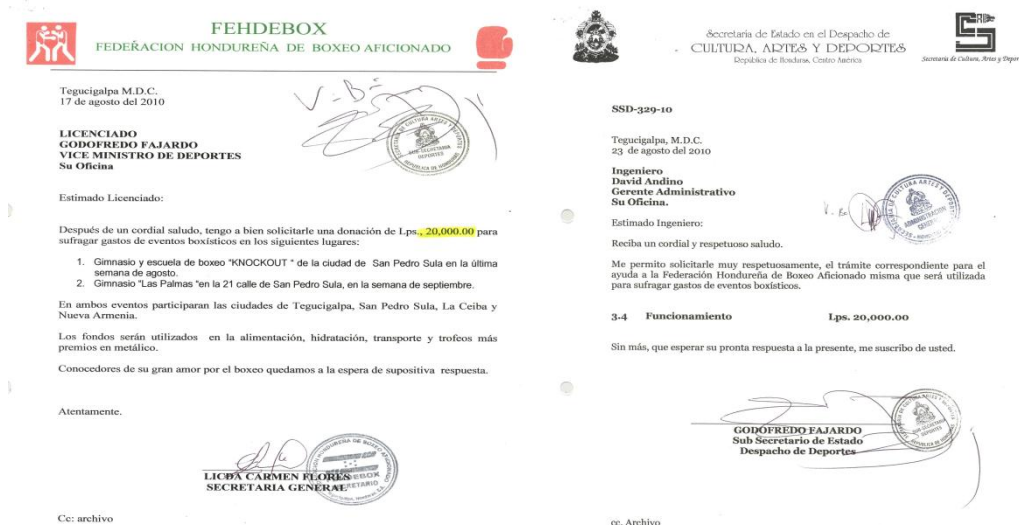 FEHDEBOX
FEDERACION HONDUREÑA DE BOXEO AFICIONADO
Tegucigalpa M.D.C.
17 de agosto del 2010
V.B.
LICENCIADO
GODOFREDO FAJARDO
VICE MINISTRO DE DEPORTES
Su Oficina
SUB SECRETARIA
DEPORTES
Estimado Licenciado:
Después de un cordial saludo, tengo a bien solicitarle una donación de Lps., 20,000.00 para
sufragar gastos de eventos boxísticos en los siguientes lugares:
1. Gimnasio y escuela de boxeo "KNOCKOUT " de la ciudad de San Pedro Sula en la última
semana de agosto.
2. Gimnasio "Las Palmas "en la 21 calle de San Pedro Sula, en la semana de septiembre.
En ambos eventos participaran las ciudades de Tegucigalpa, San Pedro Sula, La Ceiba y
Nueva Armenia.
Los fondos serán utilizados en la alimentación, hidratación, transporte y trofeos más
premios en metálico.
Conocedores de su gran amor por el boxeo quedamos a la espera de supositiva respuesta.
Atentamente.
LICDA CARMEN FLORES
SECRETARIA GENERAL
Cc: archivo
Secretaría de Estado en el Despacho de
CULTURA, ARTES Y DEPORTES
República de Honduras, Centro América
Secretaría de Cultura, Artes y Depor
SSD-329-10
Tegucigalpa, M.D.C.
23 de agosto del 2010
Ingeniero
David Andino
Gerente Administrativo
Su Oficina.
V. Bo
ADMINISTRACION
GENERAL
Estimado Ingeniero:
Reciba un cordial y respetuoso saludo.
Me permito solicitarle muy respetuosamente, el trámite correspondiente para el
ayuda a la Federación Hondureña de Boxeo Aficionado misma que será utilizada
para sufragar gastos de eventos boxísticos.
3.4 Funcionamiento Lps. 20,000.00
Sin más, que esperar su pronta respuesta a la presente, me suscribo de usted.
GODOFREDO FAJARDO
Sub Secretario de Estado
Despacho de Deportes
SUB SECRETARIA
DEPORTES
cc. Archivo